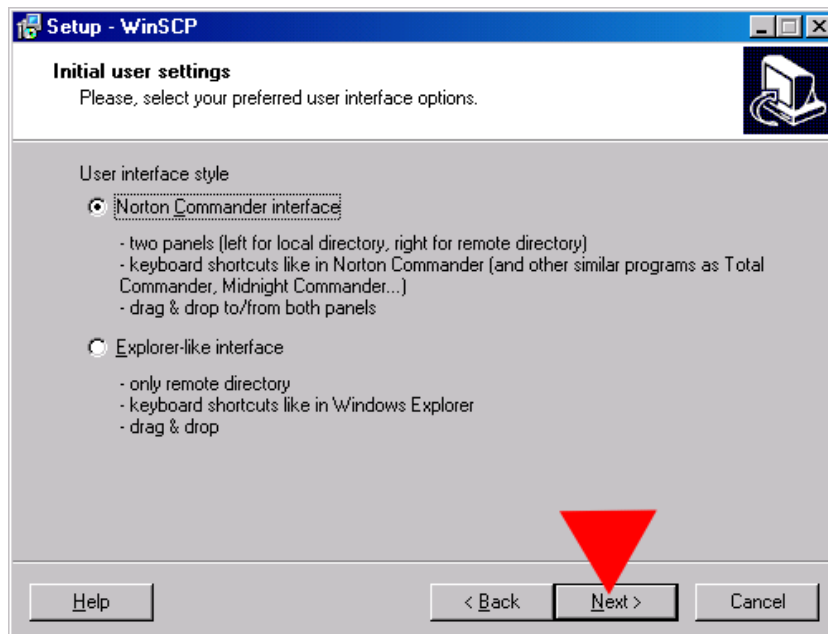 Setup - WinSCP
Initial user settings
Please, select your preferred user interface options.
User interface style
Norton Commander interface
- two panels (left for local directory, right for remote directory)
- keyboard shortcuts like in Norton Commander (and other similar programs as Total
Commander, Midnight Commander...)
- drag & drop to/from both panels
Explorer-like interface
- only remote directory
- keyboard shortcuts like in Windows Explorer
- drag & drop
Help
< Back
Next >
Cancel